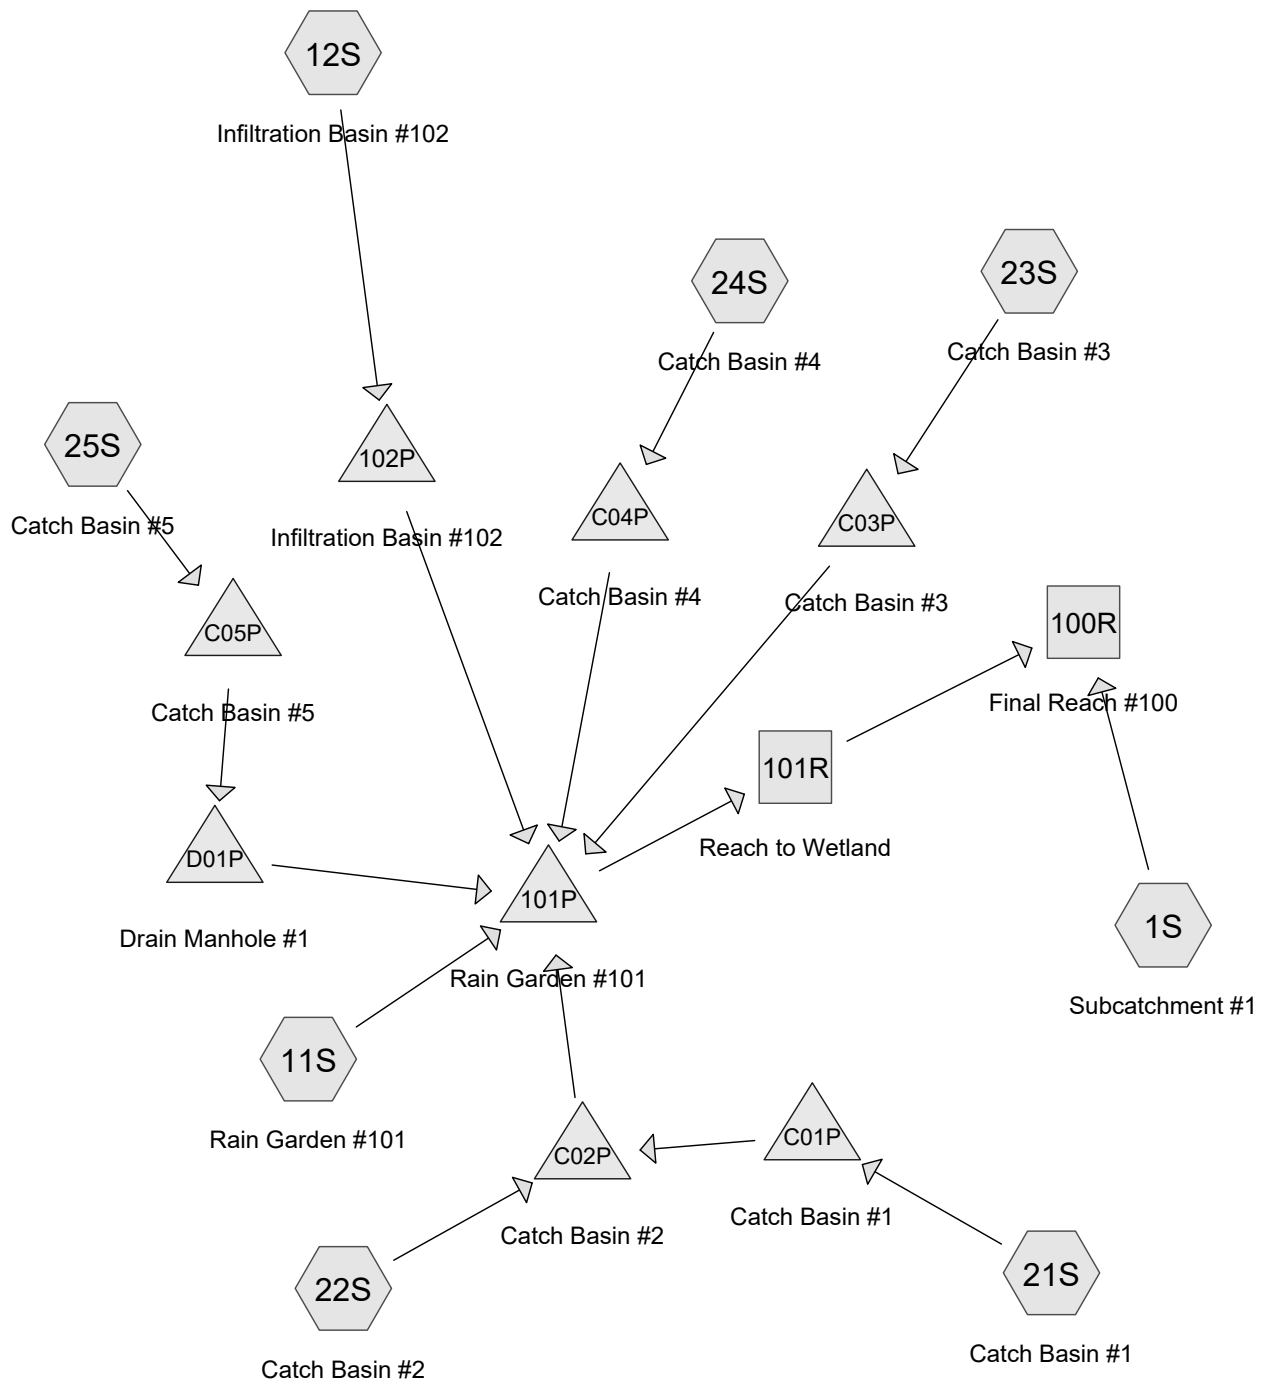 12S
Infiltration Basin #102
24S
Catch Basin #4
23S
Catch Basin #3
25S
Catch Basin #5
102P
Infiltration Basin #102
C04P
Catch Basin #4
C03P
Catch Basin #3
C05P
Catch Basin #5
100R
Final Reach #100
101R
Reach to Wetland
D01P
Drain Manhole #1
101P
Rain Garden #101
1S
Subcatchment #1
11S
Rain Garden #101
C02P
Catch Basin #2
C01P
Catch Basin #1
22S
Catch Basin #2
21S
Catch Basin #1